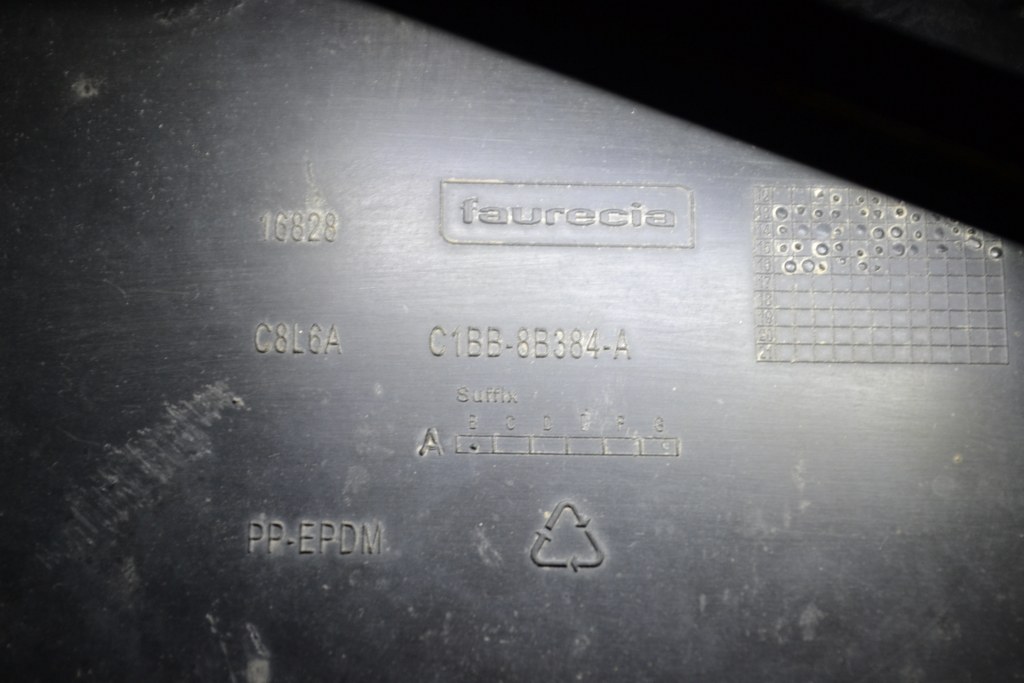 16828
faurecia
C8L6A
C1BB-8B384-A
Suffix
B C D E F G
A
PP-EPDM